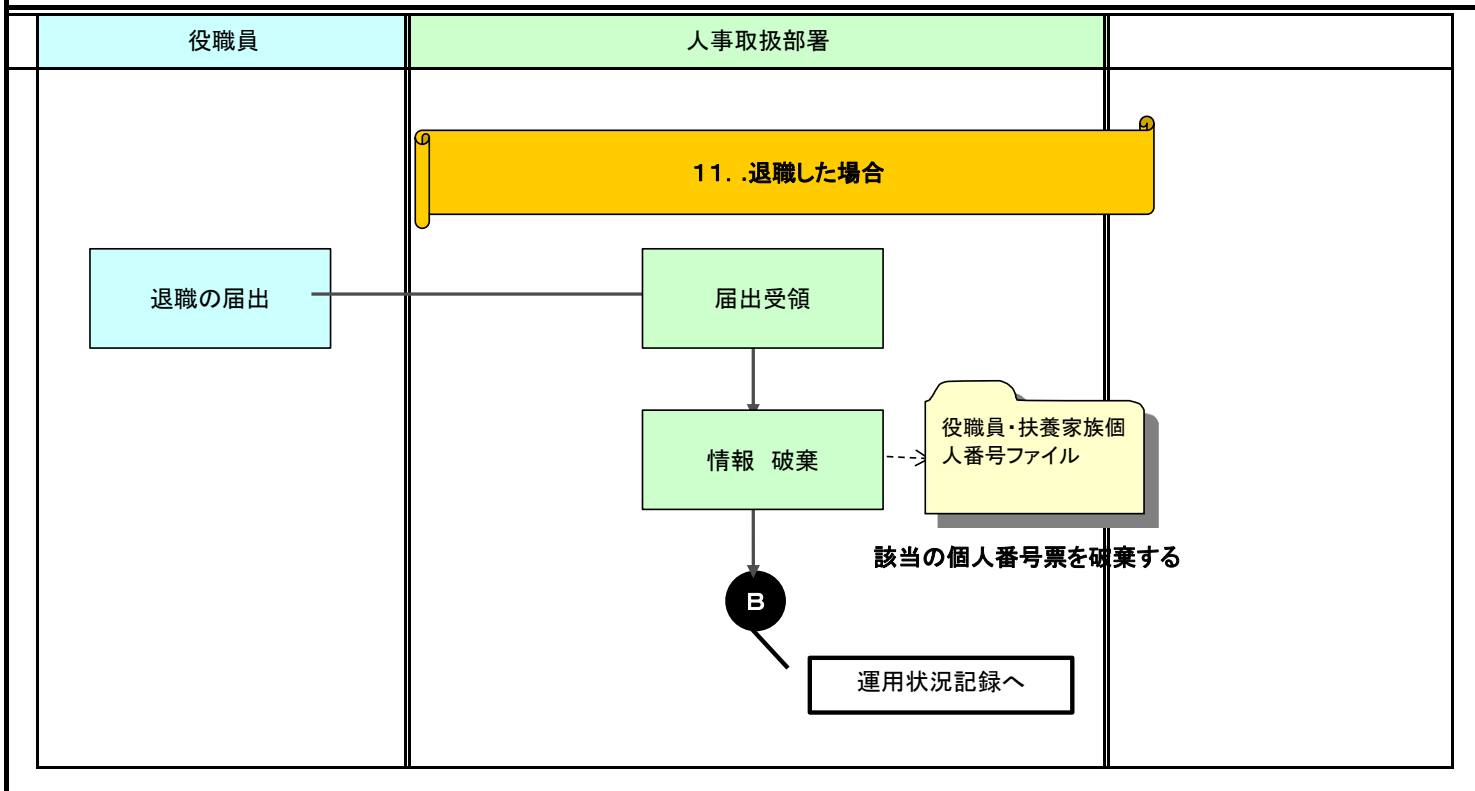 役職員
人事取扱部署
１１．.退職した場合
退職の届出
届出受領
情報　破棄
役職員・扶養家族個
人番号ファイル
該当の個人番号票を破棄する
B
運用状況記録へ